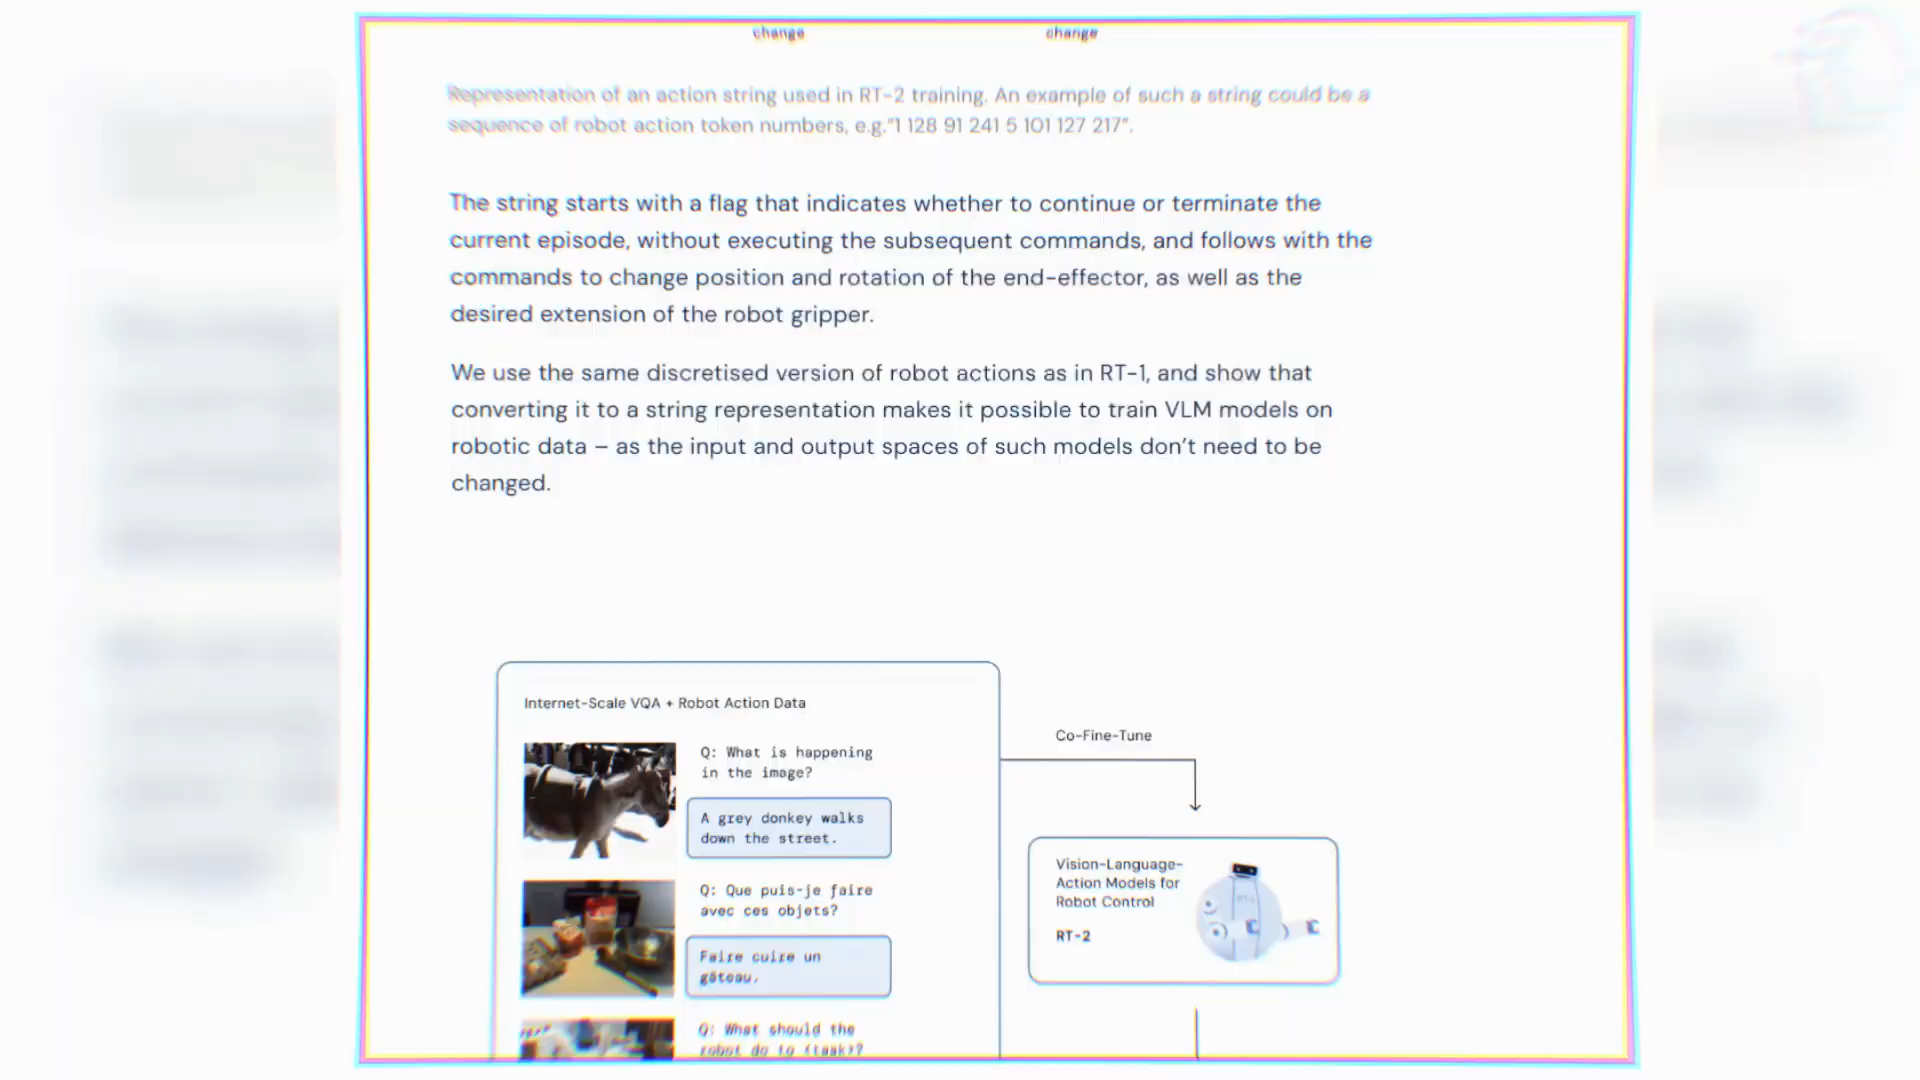 change change
Representation of an action string used in RT-2 training. An example of such a string could be a
sequence of robot action token numbers, e.g."1 128 91 241 5 101 127 217".
The string starts with a flag that indicates whether to continue or terminate the
current episode, without executing the subsequent commands, and follows with the
commands to change position and rotation of the end-effector, as well as the
desired extension of the robot gripper.
We use the same discretised version of robot actions as in RT-1, and show that
converting it to a string representation makes it possible to train VLM models on
robotic data – as the input and output spaces of such models don't need to be
changed.
Internet-Scale VQA + Robot Action Data
Q: What is happening
in the image?
A grey donkey walks
down the street.
Q: Que puis-je faire
avec ces objets?
Faire cuire un
gâteau.
Q: What should the
robot do to (task)?
Co-Fine-Tune
Vision-Language-
Action Models for
Robot Control
RT-2